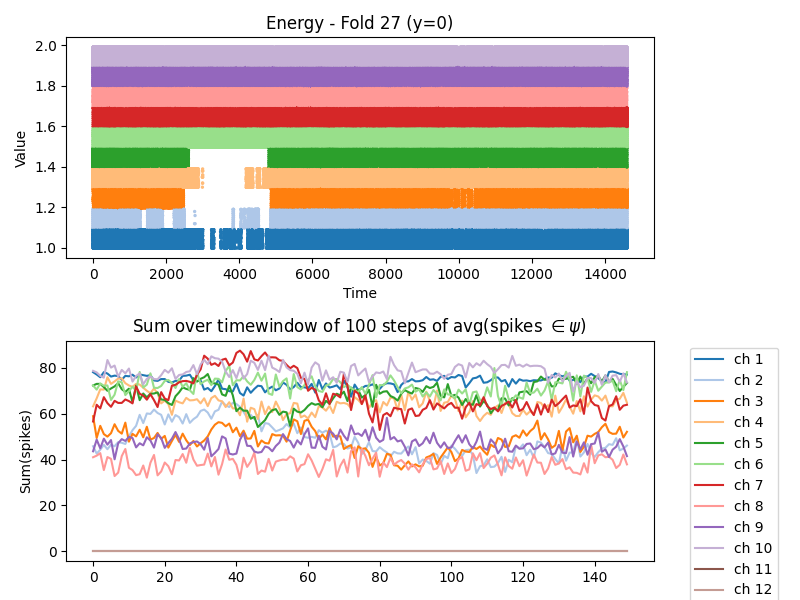 Energy - Fold 27 (y=0)
2.0
1.8
1.6
1.4
1.2
1.0
Value
0 2000 4000 6000 8000 10000 12000 14000
Time
Sum over timewindow of 100 steps of avg(spikes ∈ ψ)
80
60
40
20
0
Sum(spikes)
0 20 40 60 80 100 120 140
ch 1
ch 2
ch 3
ch 4
ch 5
ch 6
ch 7
ch 8
ch 9
ch 10
ch 11
ch 12